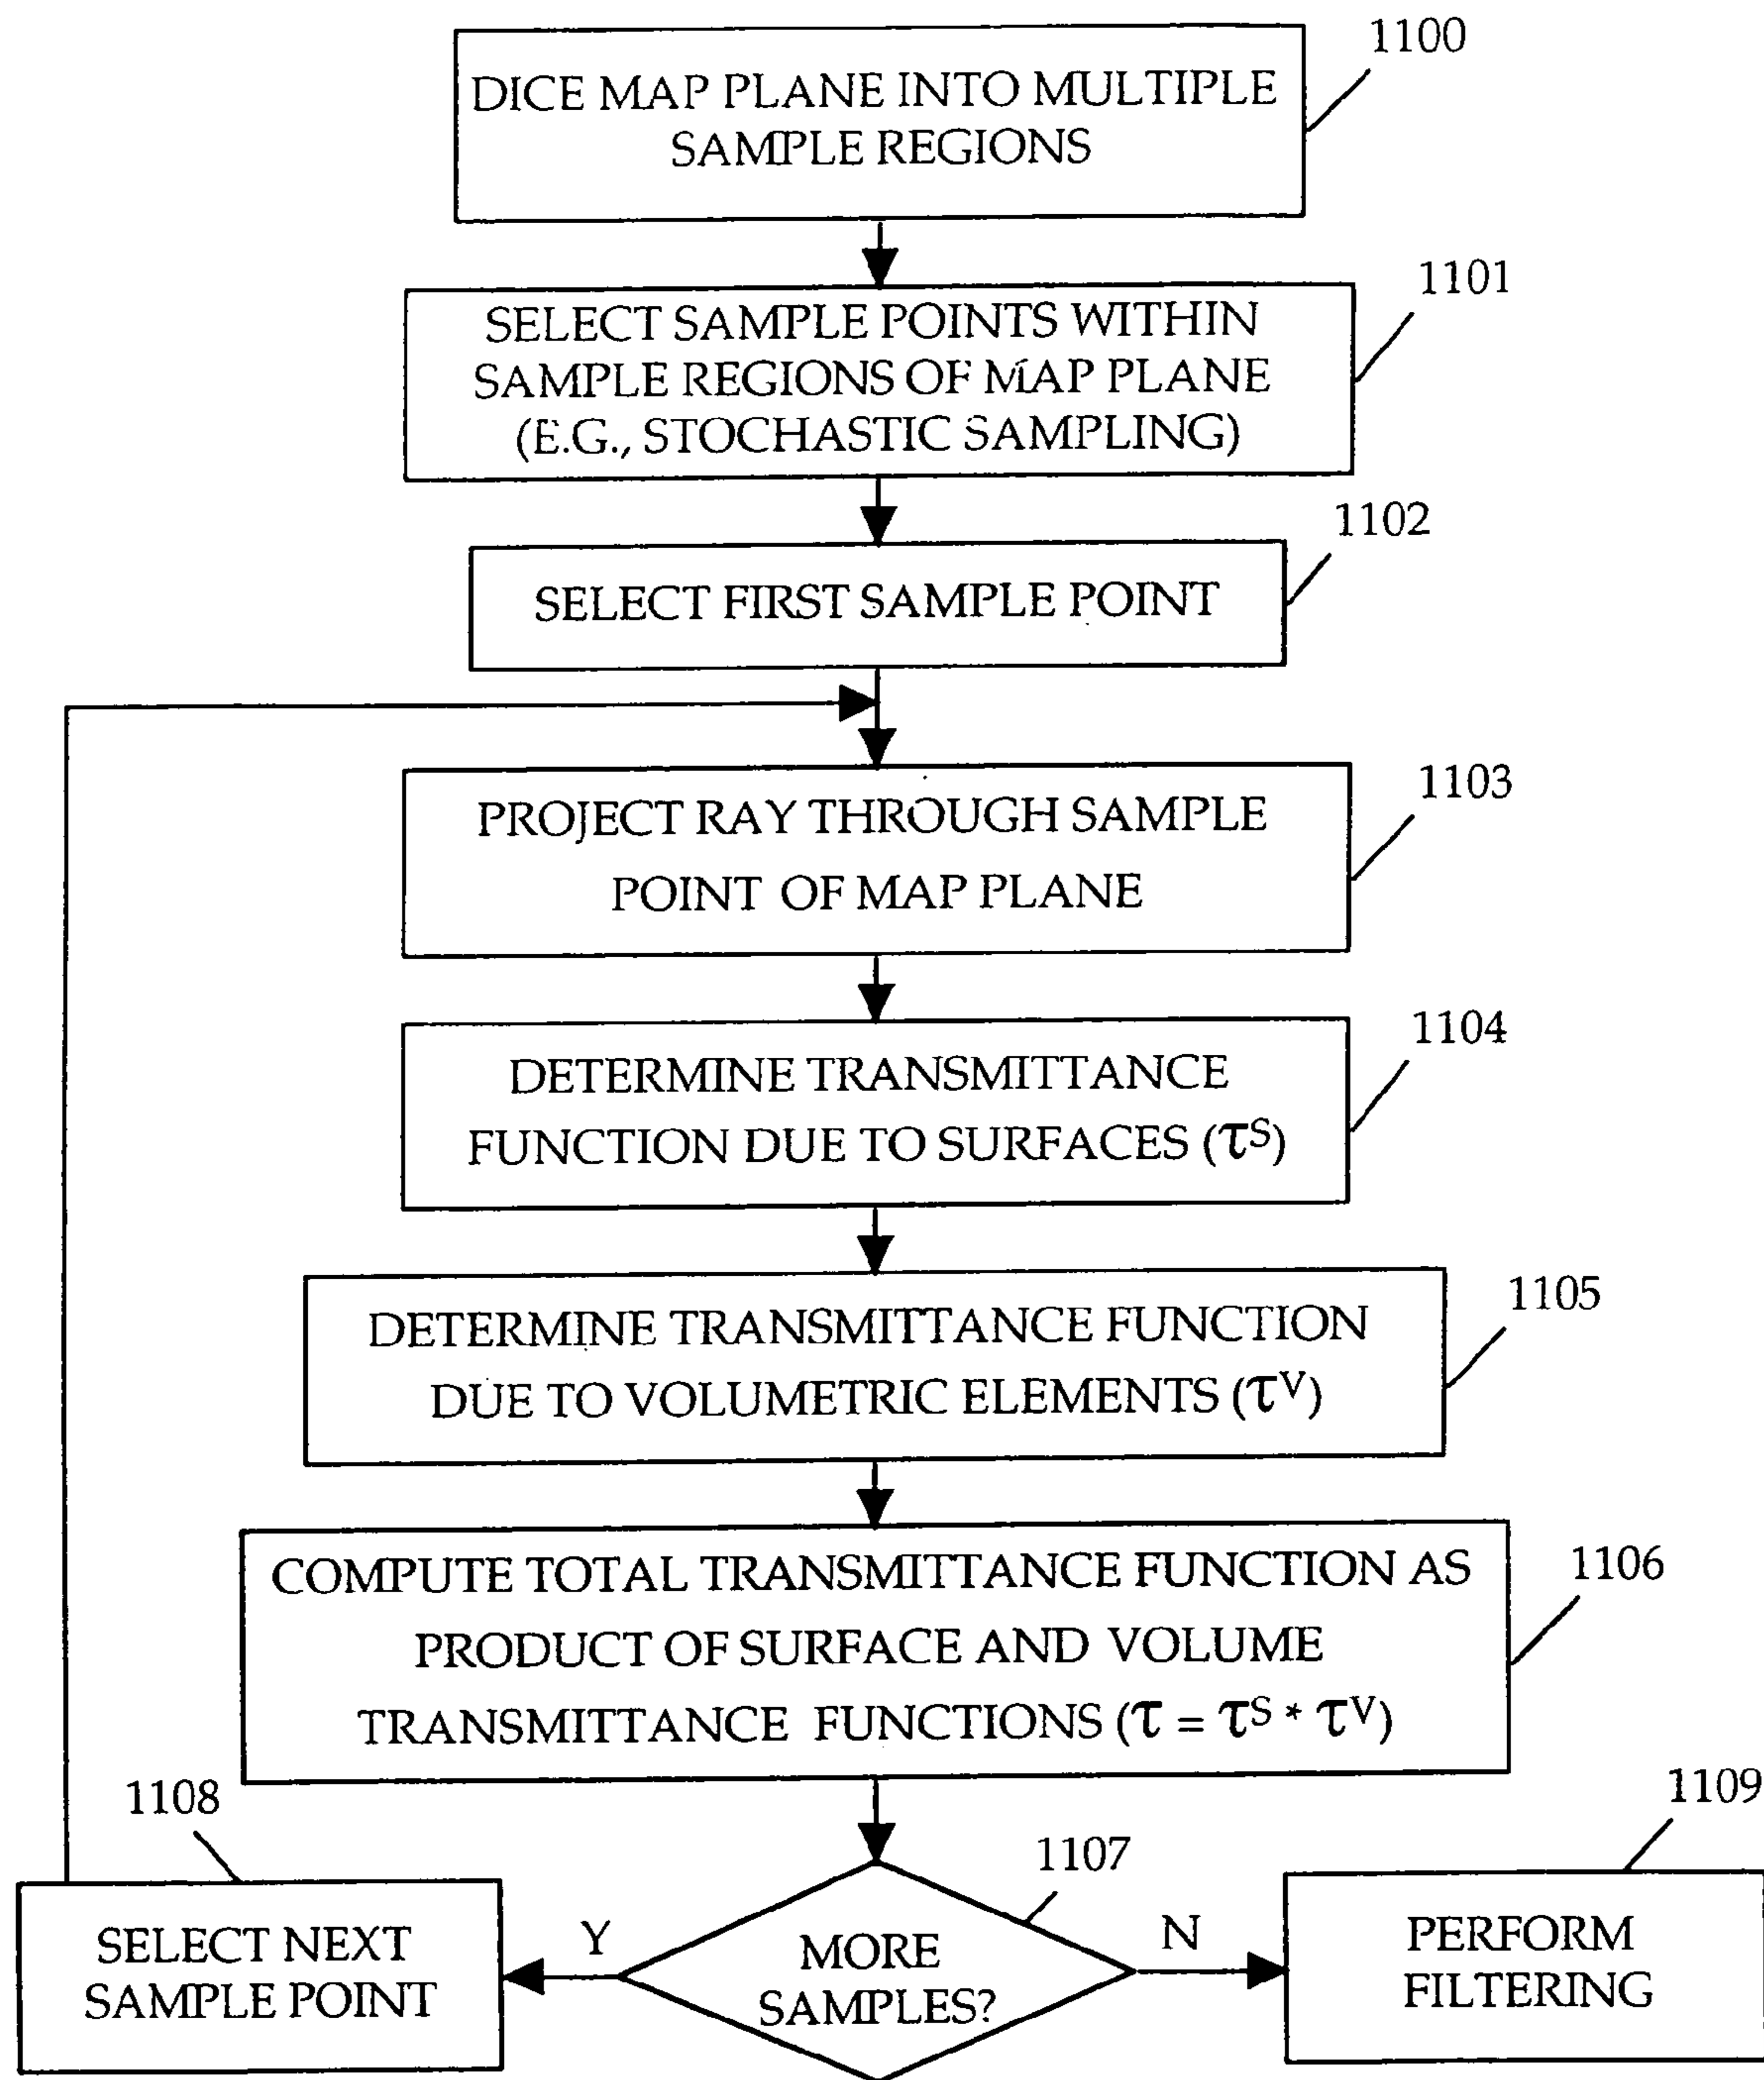 1100
DICE MAP PLANE INTO MULTIPLE
SAMPLE REGIONS
1101
SELECT SAMPLE POINTS WITHIN
SAMPLE REGIONS OF MAP PLANE
(E.G., STOCHASTIC SAMPLING)
1102
SELECT FIRST SAMPLE POINT
1103
PROJECT RAY THROUGH SAMPLE
POINT OF MAP PLANE
1104
DETERMINE TRANSMITTANCE
FUNCTION DUE TO SURFACES (τˢ)
1105
DETERMINE TRANSMITTANCE FUNCTION
DUE TO VOLUMETRIC ELEMENTS (τⱽ)
1106
COMPUTE TOTAL TRANSMITTANCE FUNCTION AS
PRODUCT OF SURFACE AND VOLUME
TRANSMITTANCE FUNCTIONS (τ = τˢ * τⱽ)
1107
MORE
SAMPLES?
Y
N
1108
SELECT NEXT
SAMPLE POINT
1109
PERFORM
FILTERING